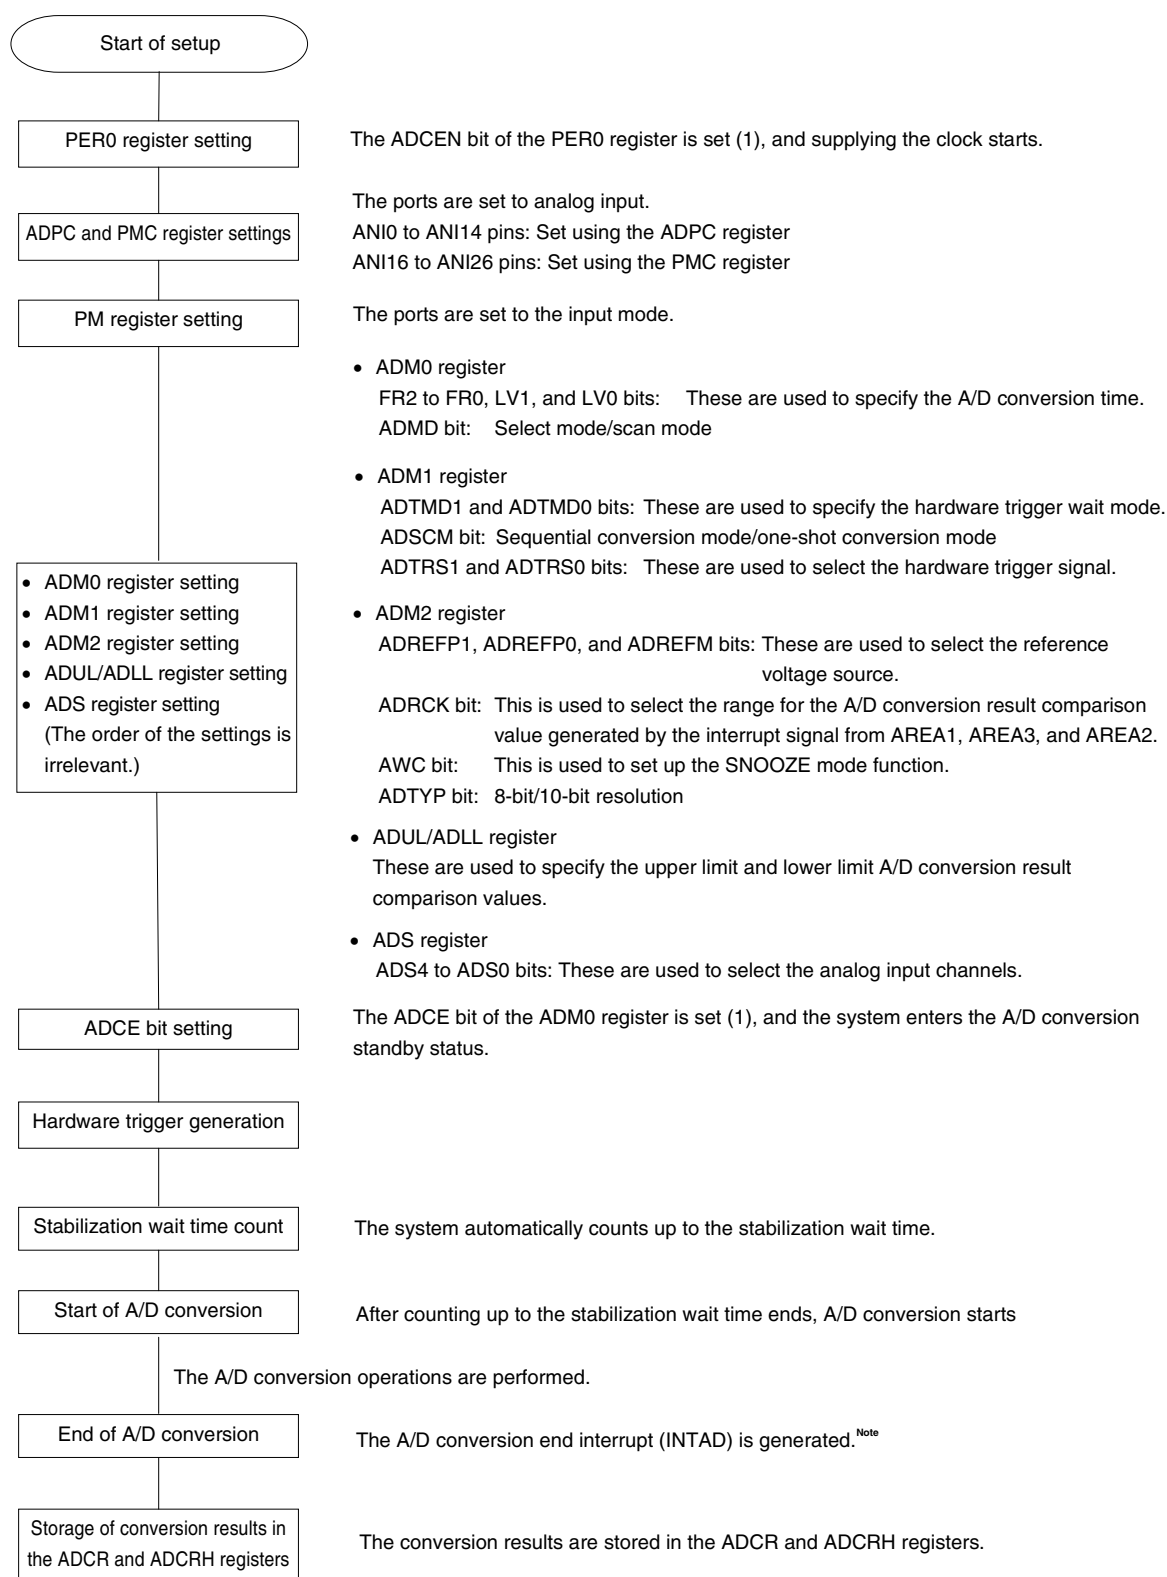 Start of setup
PER0 register setting
The ADCEN bit of the PER0 register is set (1), and supplying the clock starts.
ADPC and PMC register settings
The ports are set to analog input.
ANI0 to ANI14 pins: Set using the ADPC register
ANI16 to ANI26 pins: Set using the PMC register
PM register setting
The ports are set to the input mode.
• ADM0 register setting
• ADM1 register setting
• ADM2 register setting
• ADUL/ADLL register setting
• ADS register setting
(The order of the settings is
irrelevant.)
• ADM0 register
FR2 to FR0, LV1, and LV0 bits: These are used to specify the A/D conversion time.
ADMD bit: Select mode/scan mode
• ADM1 register
ADTMD1 and ADTMD0 bits: These are used to specify the hardware trigger wait mode.
ADSCM bit: Sequential conversion mode/one-shot conversion mode
ADTRS1 and ADTRS0 bits: These are used to select the hardware trigger signal.
• ADM2 register
ADREFP1, ADREFP0, and ADREFM bits: These are used to select the reference
voltage source.
ADRCK bit: This is used to select the range for the A/D conversion result comparison
value generated by the interrupt signal from AREA1, AREA3, and AREA2.
AWC bit: This is used to set up the SNOOZE mode function.
ADTYP bit: 8-bit/10-bit resolution
• ADUL/ADLL register
These are used to specify the upper limit and lower limit A/D conversion result
comparison values.
• ADS register
ADS4 to ADS0 bits: These are used to select the analog input channels.
ADCE bit setting
The ADCE bit of the ADM0 register is set (1), and the system enters the A/D conversion
standby status.
Hardware trigger generation
Stabilization wait time count
The system automatically counts up to the stabilization wait time.
Start of A/D conversion
After counting up to the stabilization wait time ends, A/D conversion starts
The A/D conversion operations are performed.
End of A/D conversion
The A/D conversion end interrupt (INTAD) is generated.Note
Storage of conversion results in
the ADCR and ADCRH registers
The conversion results are stored in the ADCR and ADCRH registers.